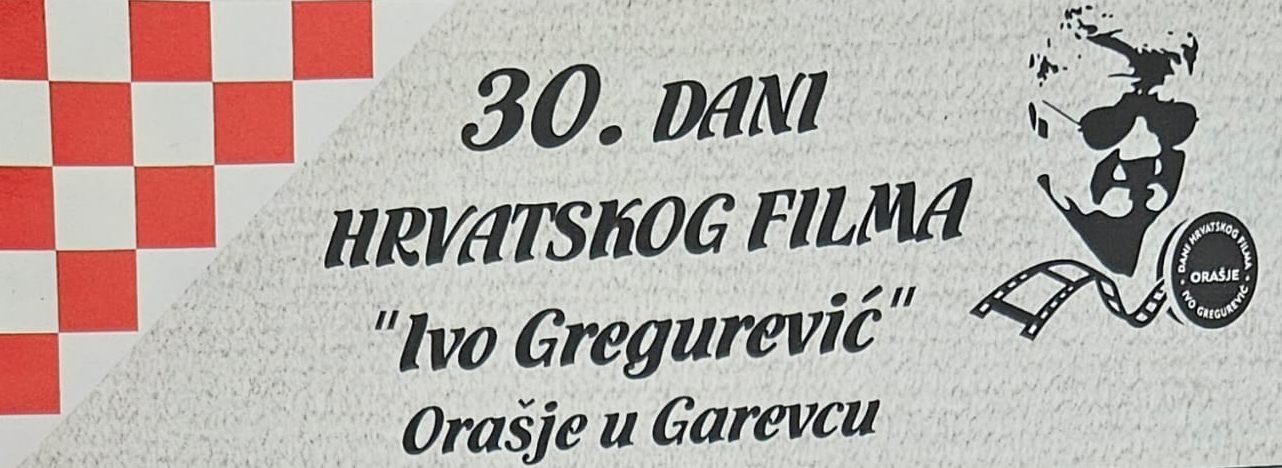 30. DANI
HRVATSKOG FILMA
"Ivo Gregurević"
Orašje u Garevcu
DANI HRVATSKOG FILMA
ORAŠJE
IVO GREGUREVIĆ